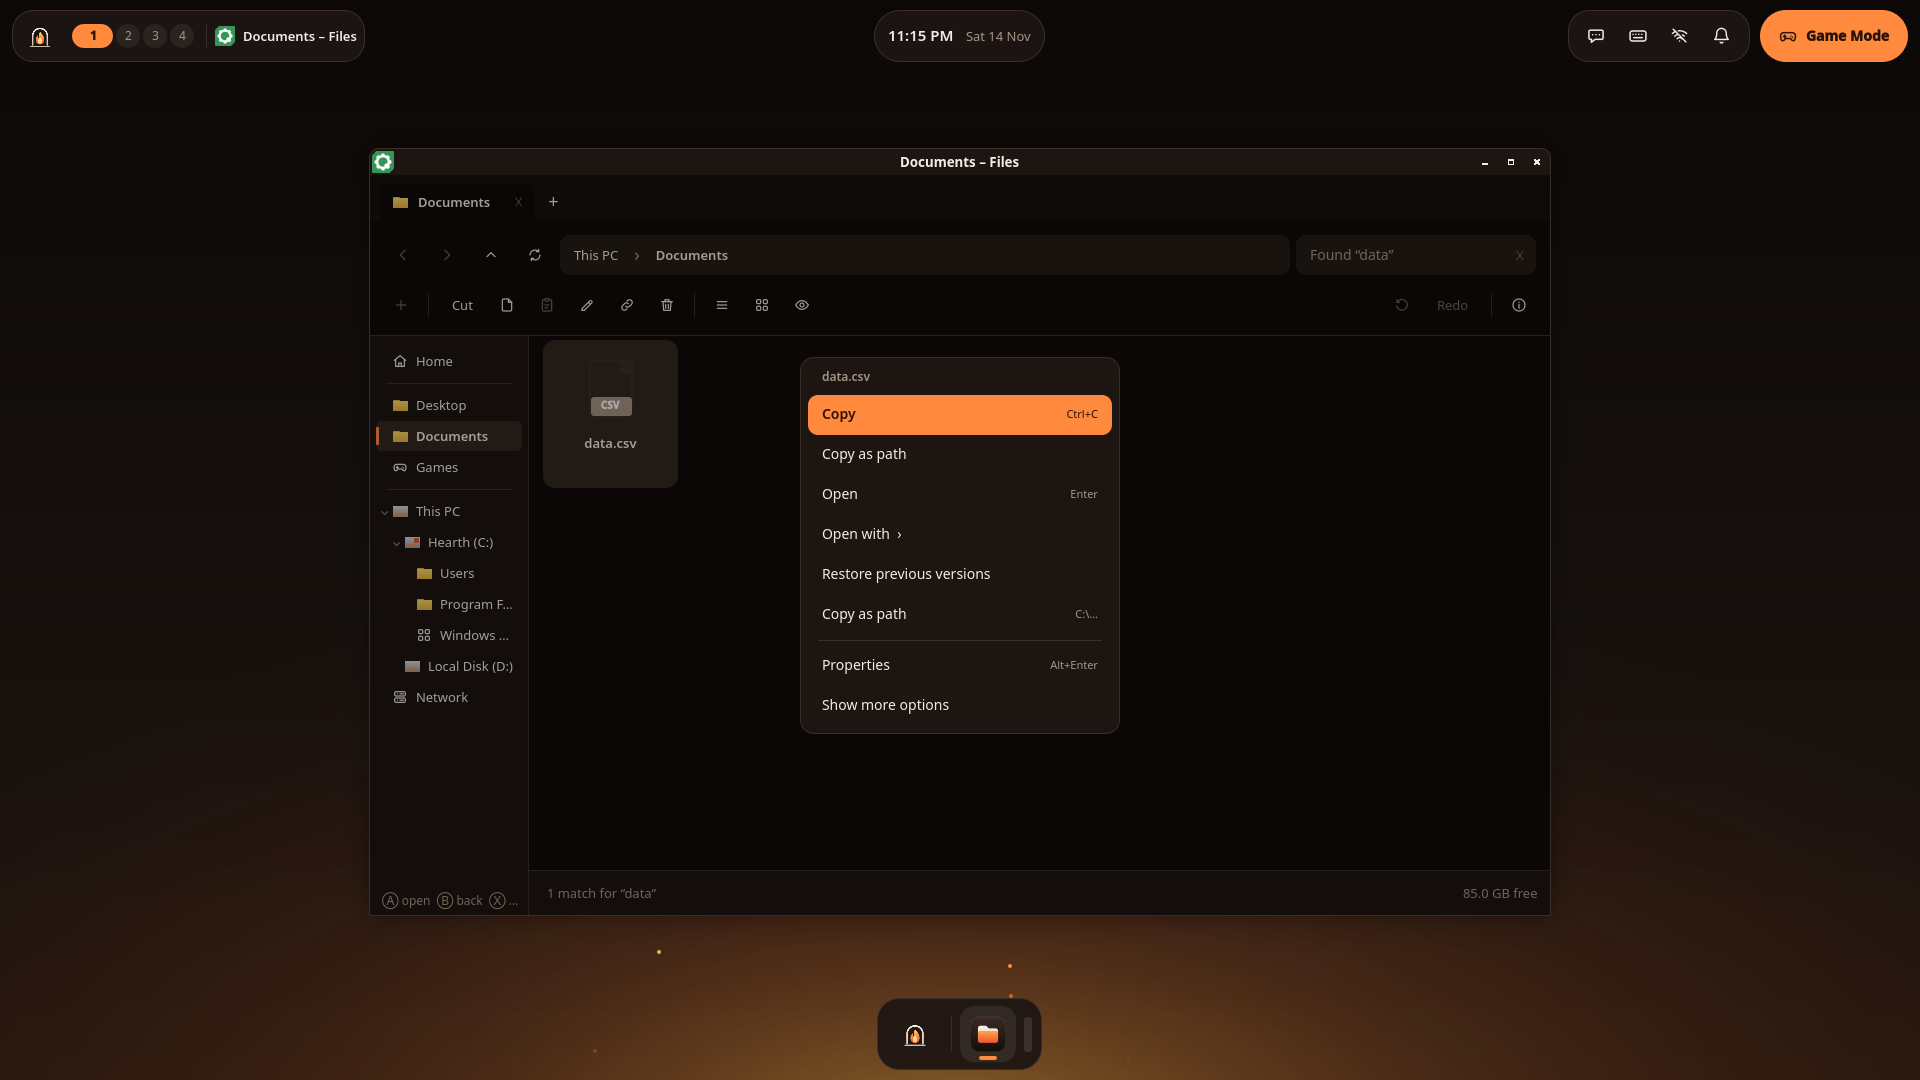 1 2 3 4 Documents – Files
11:15 PM Sat 14 Nov
Game Mode
Documents – Files
Documents X +
This PC › Documents
Found “data” X
Cut
Redo
Home
Desktop
Documents
Games
This PC
Hearth (C:)
Users
Program F...
Windows ...
Local Disk (D:)
Network
A open B back X ...
CSV
data.csv
data.csv
Copy Ctrl+C
Copy as path
Open Enter
Open with ›
Restore previous versions
Copy as path C:\...
Properties Alt+Enter
Show more options
1 match for “data”
85.0 GB free